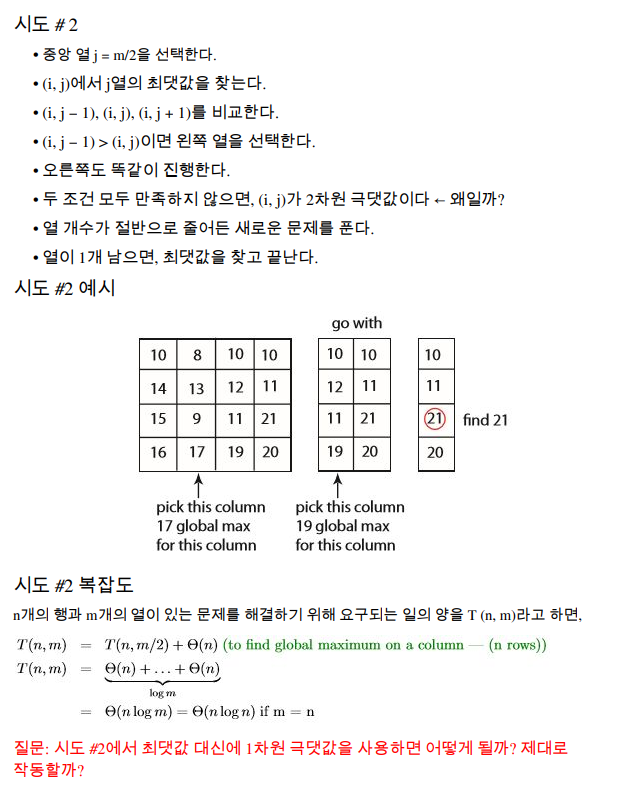 시도 # 2
• 중앙 열 j = m/2을 선택한다.
• (i, j)에서 j열의 최댓값을 찾는다.
• (i, j − 1), (i, j), (i, j + 1)를 비교한다.
• (i, j − 1) > (i, j)이면 왼쪽 열을 선택한다.
• 오른쪽도 똑같이 진행한다.
• 두 조건 모두 만족하지 않으면, (i, j)가 2차원 극댓값이다 ← 왜일까?
• 열 개수가 절반으로 줄어든 새로운 문제를 푼다.
• 열이 1개 남으면, 최댓값을 찾고 끝난다.
시도 #2 예시
go with
10 8 10 10
14 13 12 11
15 9 11 21
16 17 19 20
10 10
12 11
11 21
19 20
10
11
21 find 21
20
pick this column
17 global max
for this column
pick this column
19 global max
for this column
시도 #2 복잡도
n개의 행과 m개의 열이 있는 문제를 해결하기 위해 요구되는 일의 양을 T (n, m)라고 하면,
T(n, m) = T(n, m/2) + Θ(n) (to find global maximum on a column — (n rows))
T(n, m) = Θ(n) + . . . + Θ(n)
log m
= Θ(n log m) = Θ(n log n) if m = n
질문: 시도 #2에서 최댓값 대신에 1차원 극댓값을 사용하면 어떻게 될까? 제대로
작동할까?